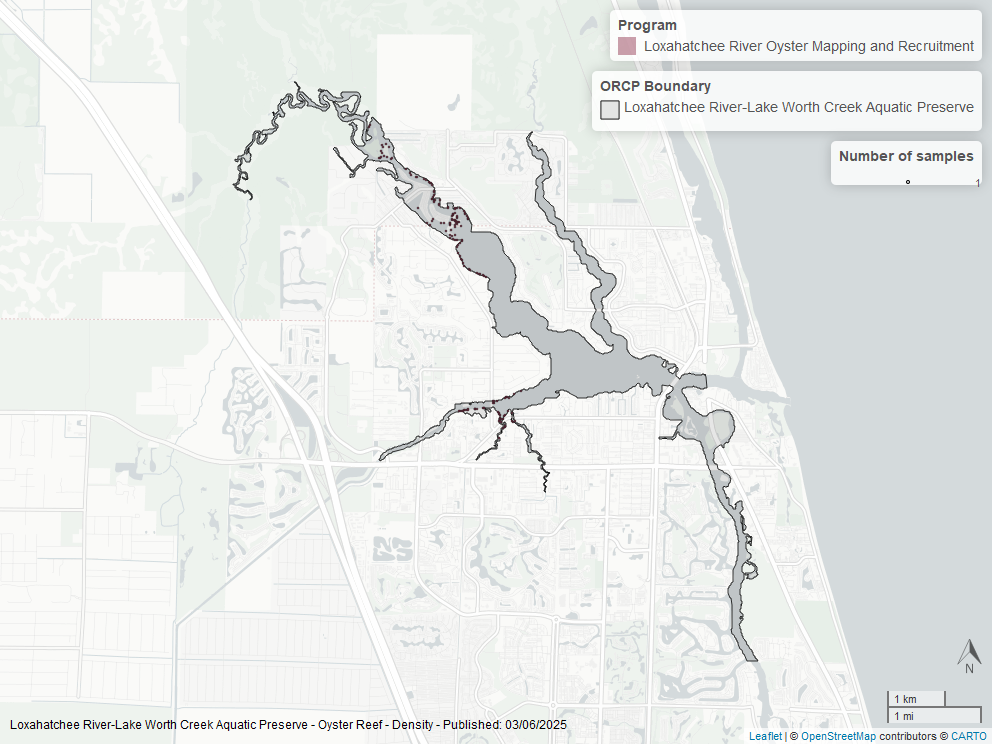 Program
Loxahatchee River Oyster Mapping and Recruitment
ORCP Boundary
Loxahatchee River-Lake Worth Creek Aquatic Preserve
Number of samples
1
N
1 km
1 mi
Loxahatchee River-Lake Worth Creek Aquatic Preserve - Oyster Reef - Density - Published: 03/06/2025
Leaflet | © OpenStreetMap contributors © CARTO